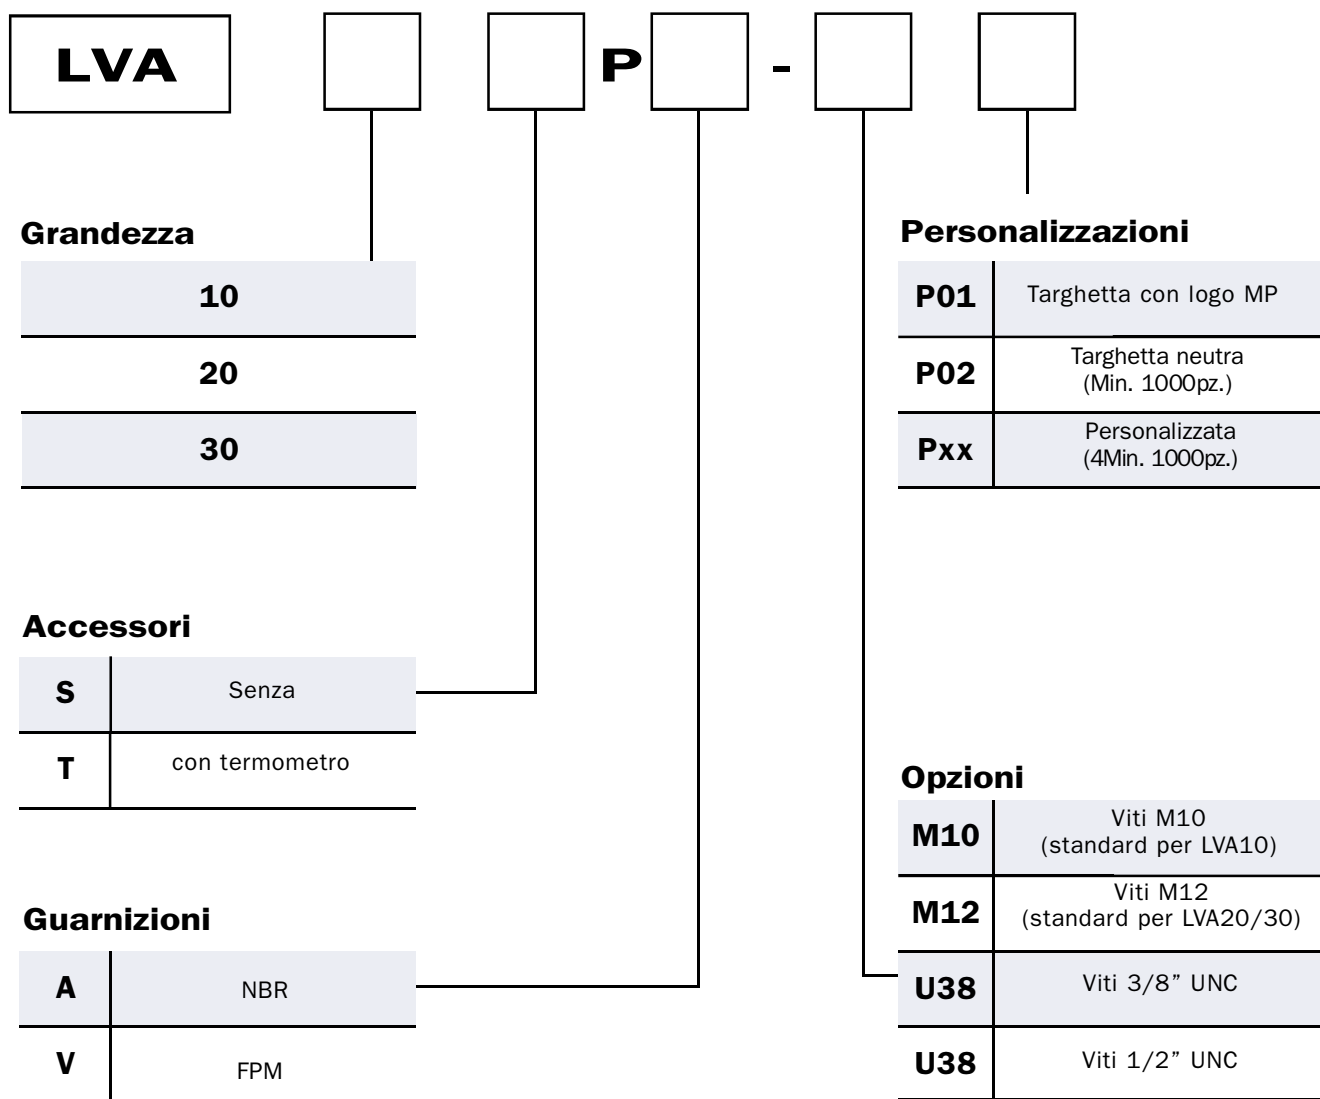 LVA P -
Grandezza
10
20
30
Accessori
S Senza
T con termometro
Guarnizioni
A NBR
V FPM
Personalizzazioni
P01 Targhetta con logo MP
P02 Targhetta neutra
(Min. 1000pz.)
Pxx Personalizzata
(4Min. 1000pz.)
Opzioni
M10 Viti M10
(standard per LVA10)
M12 Viti M12
(standard per LVA20/30)
U38 Viti 3/8” UNC
U38 Viti 1/2” UNC